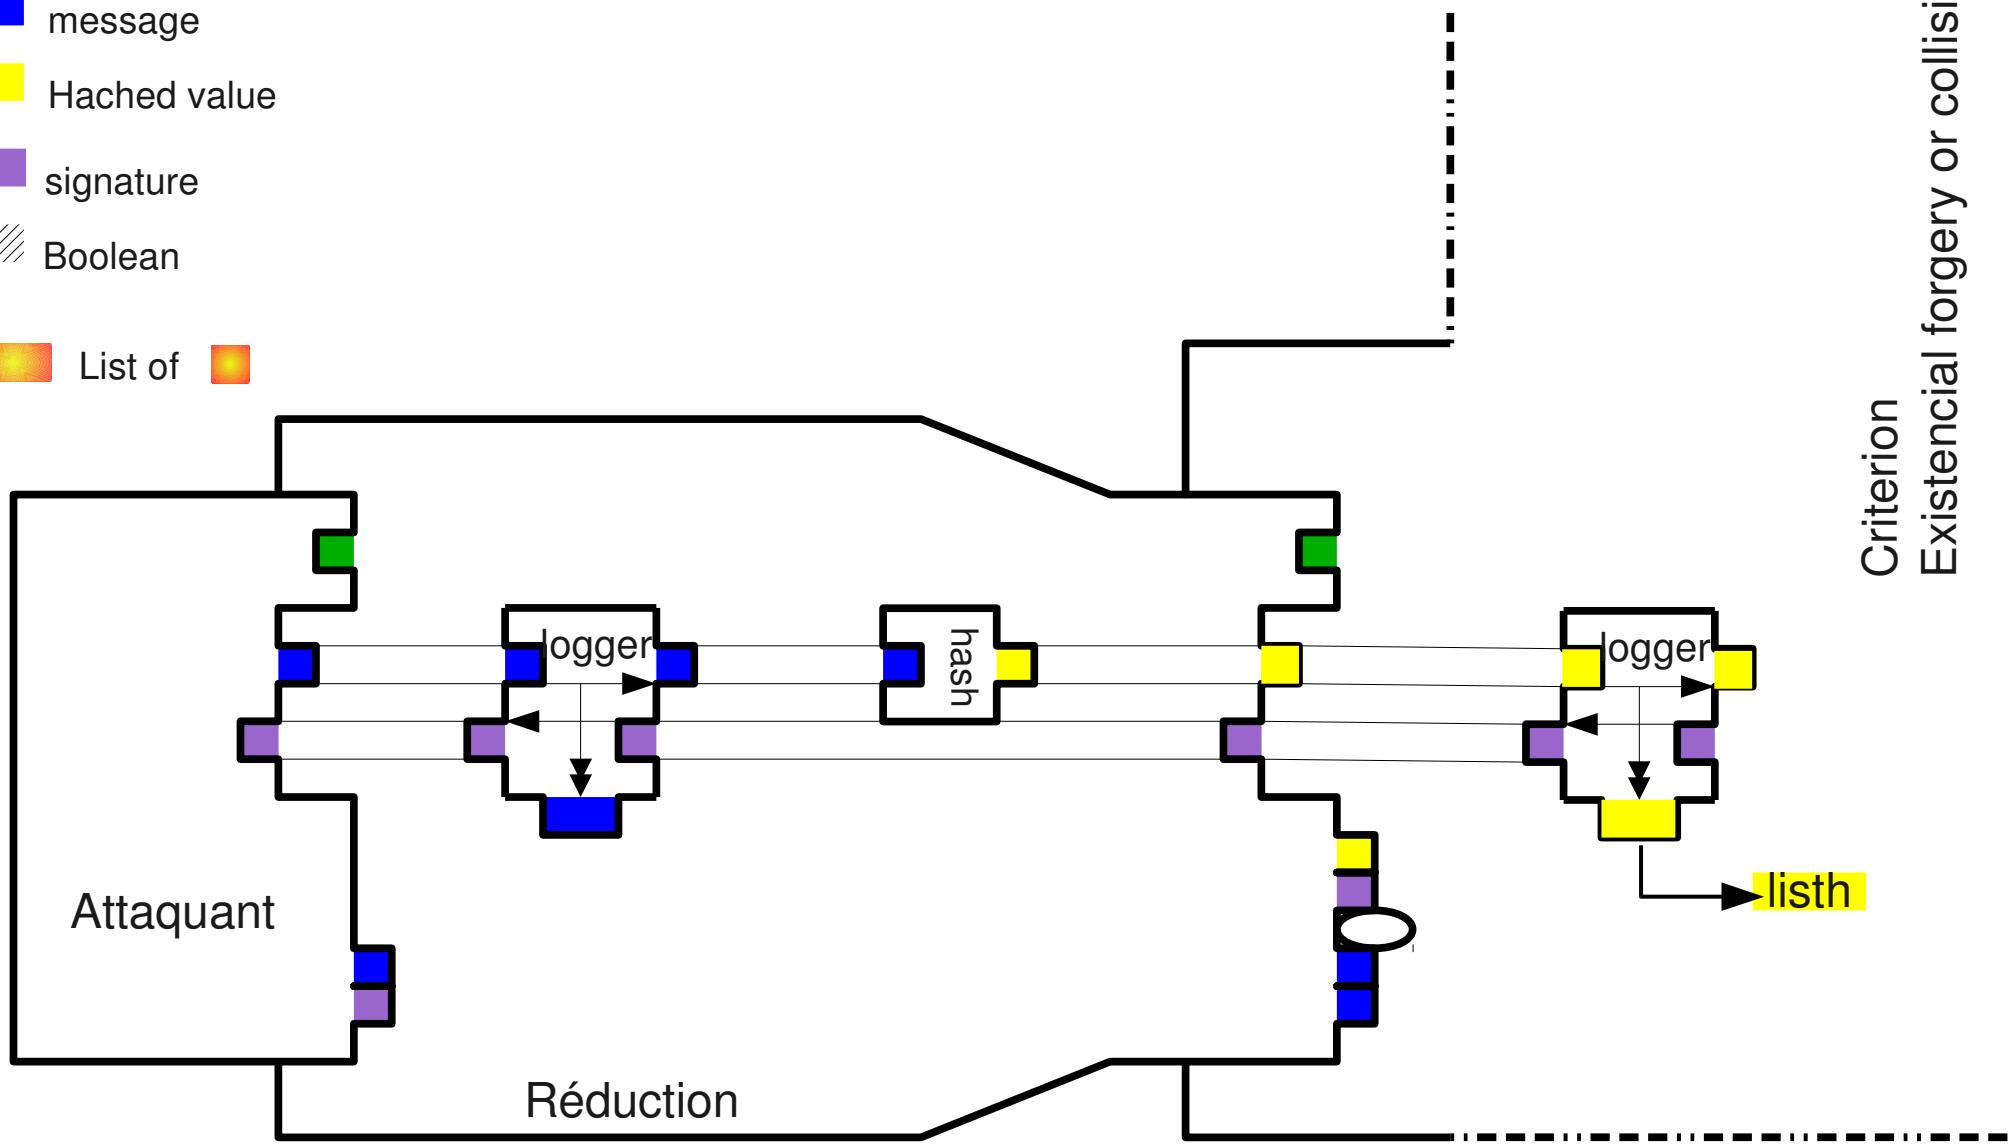 message
Hached value
signature
Boolean
List of
Criterion
Existencial forgery or collisi
logger
hash
logger
listh
Attaquant
Réduction